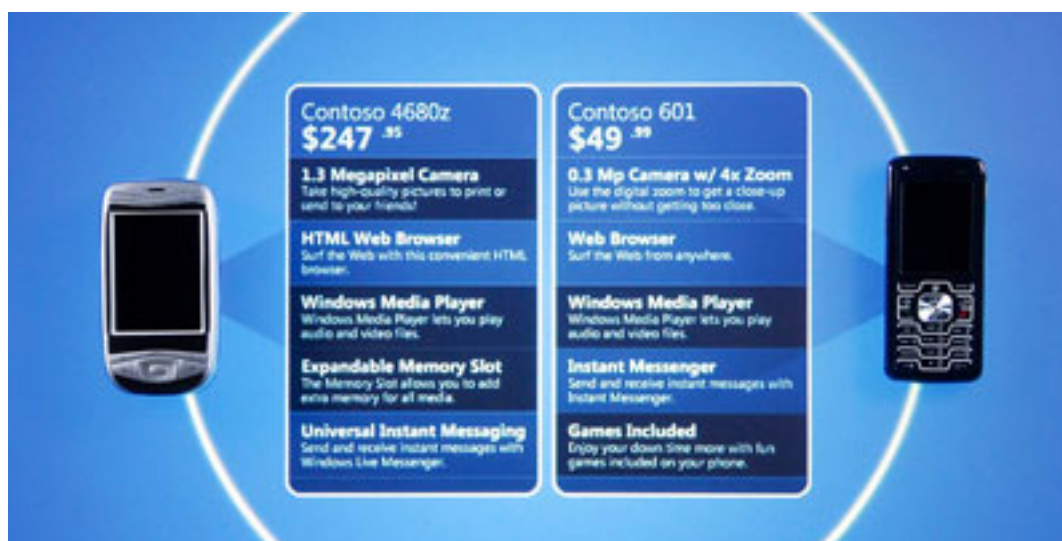 Contoso 4680z
$247 .95
1.3 Megapixel Camera
Take high-quality pictures to print or
send to your friends!
HTML Web Browser
Surf the Web with this convenient HTML
browser.
Windows Media Player
Windows Media Player lets you play
audio and video files.
Expandable Memory Slot
The Memory Slot allows you to add
extra memory for all media.
Universal Instant Messaging
Send and receive instant messages with
Windows Live Messenger.
Contoso 601
$49 .99
0.3 Mp Camera w/ 4x Zoom
Use the digital zoom to get a close-up
picture without getting too close.
Web Browser
Surf the Web from anywhere.
Windows Media Player
Windows Media Player lets you play
audio and video files.
Instant Messenger
Send and receive instant messages with
Instant Messenger.
Games Included
Enjoy your down time more with fun
games included on your phone.